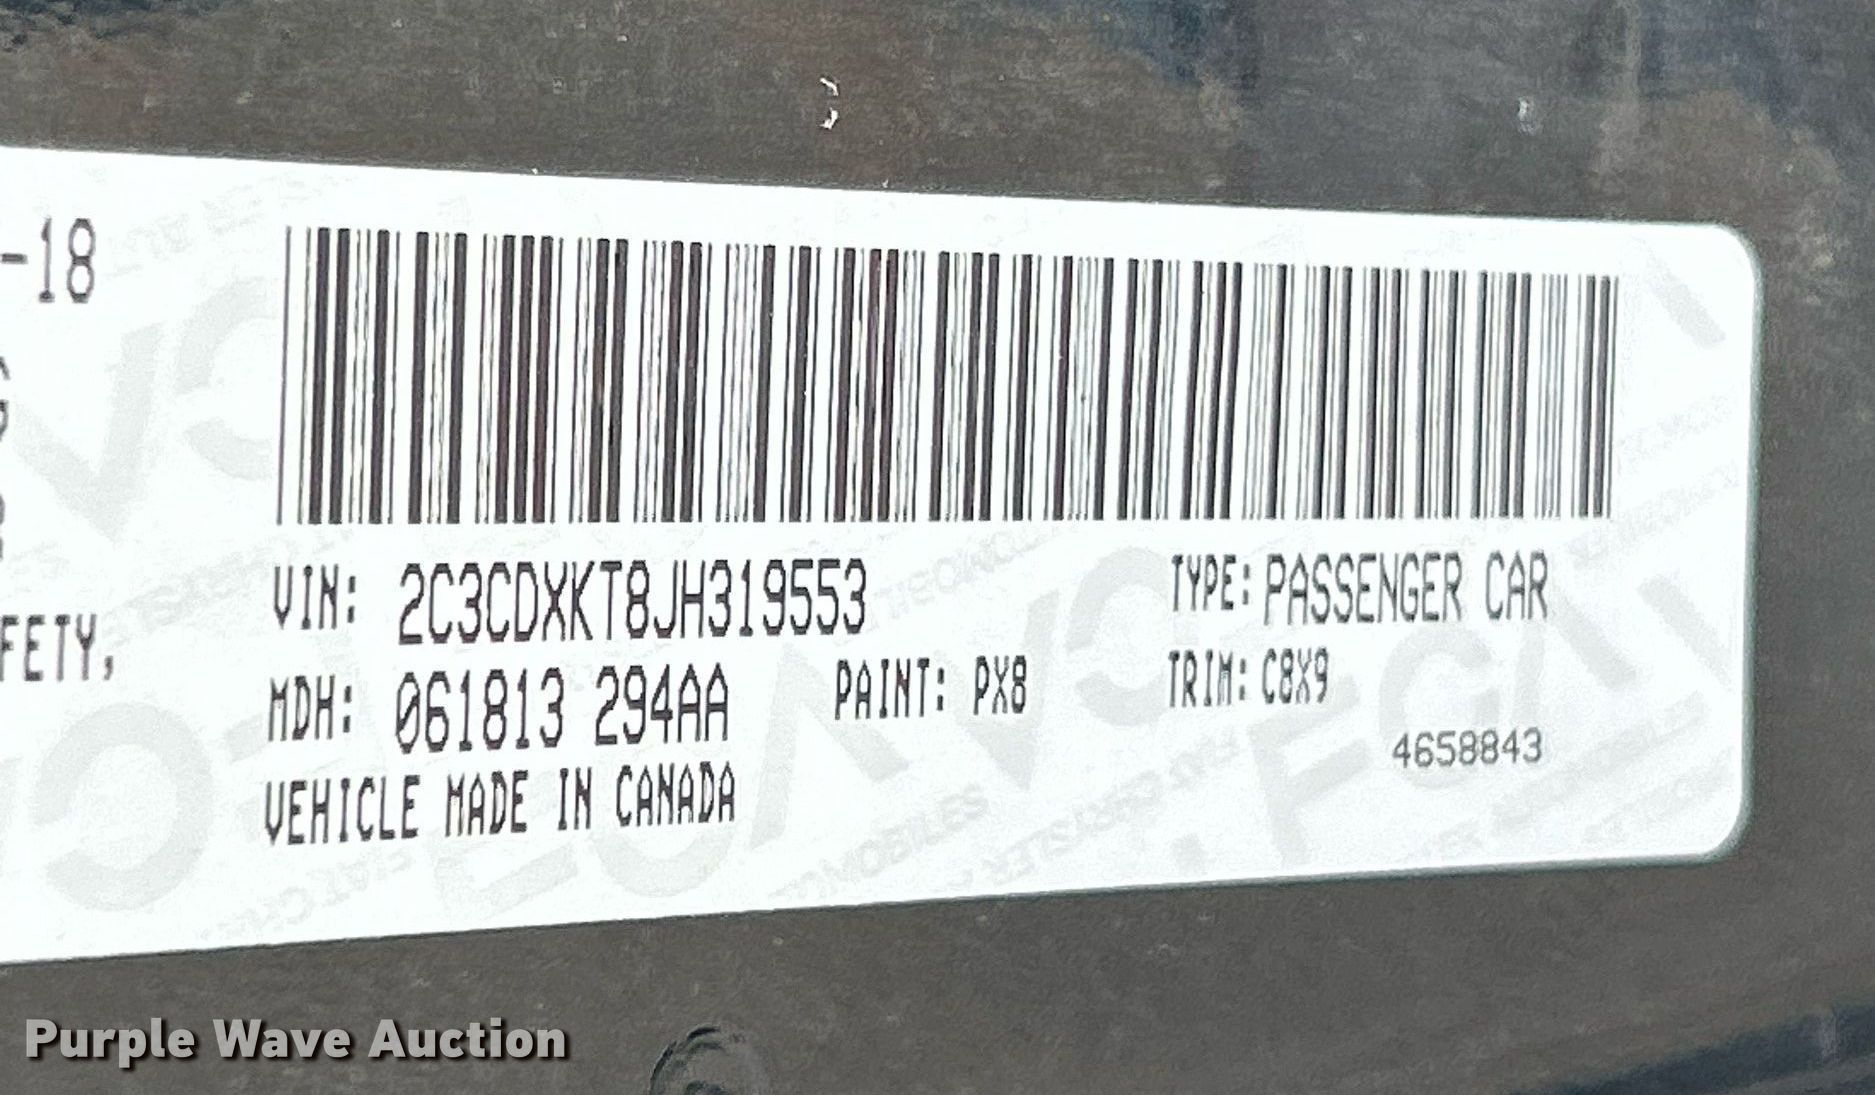 -18
FETY,
VIN: 2C3CDXKT8JH319553
TYPE: PASSENGER CAR
MDH: 061813 294AA
PAINT: PX8
TRIM: C8X9
4658843
VEHICLE MADE IN CANADA
Purple Wave Auction